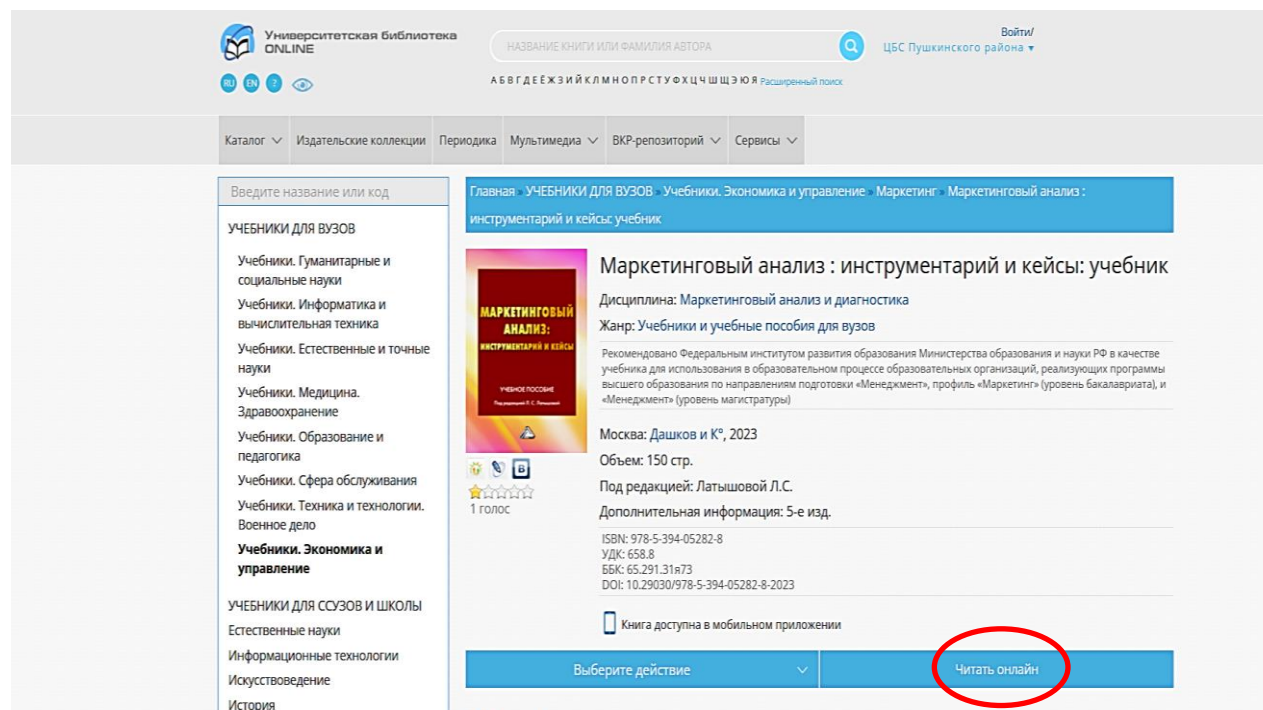 Университетская библиотека
ONLINE
НАЗВАНИЕ КНИГИ ИЛИ ФАМИЛИЯ АВТОРА
Войти/
ЦБС Пушкинского района ▾
RU EN ?
А Б В Г Д Е Ё Ж З И Й К Л М Н О П Р С Т У Ф Х Ц Ч Ш Щ Э Ю Я Расширенный поиск
Каталог Издательские коллекции Периодика Мультимедиа ВКР-репозиторий Сервисы
Введите название или код
УЧЕБНИКИ ДЛЯ ВУЗОВ
Учебники. Гуманитарные и
социальные науки
Учебники. Информатика и
вычислительная техника
Учебники. Естественные и точные
науки
Учебники. Медицина.
Здравоохранение
Учебники. Образование и
педагогика
Учебники. Сфера обслуживания
Учебники. Техника и технологии.
Военное дело
Учебники. Экономика и
управление
УЧЕБНИКИ ДЛЯ ССУЗОВ И ШКОЛЫ
Естественные науки
Информационные технологии
Искусствоведение
История
Главная » УЧЕБНИКИ ДЛЯ ВУЗОВ » Учебники. Экономика и управление » Маркетинг » Маркетинговый анализ :
инструментарий и кейсы: учебник
МАРКЕТИНГОВЫЙ
АНАЛИЗ:
ИНСТРУМЕНТАРИЙ И КЕЙСЫ
УЧЕБНОЕ ПОСОБИЕ
Под редакцией Л. С. Латышовой
B
1 голос
Маркетинговый анализ : инструментарий и кейсы: учебник
Дисциплина: Маркетинговый анализ и диагностика
Жанр: Учебники и учебные пособия для вузов
Рекомендовано Федеральным институтом развития образования Министерства образования и науки РФ в качестве
учебника для использования в образовательном процессе образовательных организаций, реализующих программы
высшего образования по направлениям подготовки «Менеджмент», профиль «Маркетинг» (уровень бакалавриата), и
«Менеджмент» (уровень магистратуры)
Москва: Дашков и К°, 2023
Объем: 150 стр.
Под редакцией: Латышовой Л.С.
Дополнительная информация: 5-е изд.
ISBN: 978-5-394-05282-8
УДК: 658.8
ББК: 65.291.31я73
DOI: 10.29030/978-5-394-05282-8-2023
Книга доступна в мобильном приложении
Выберите действие
Читать онлайн